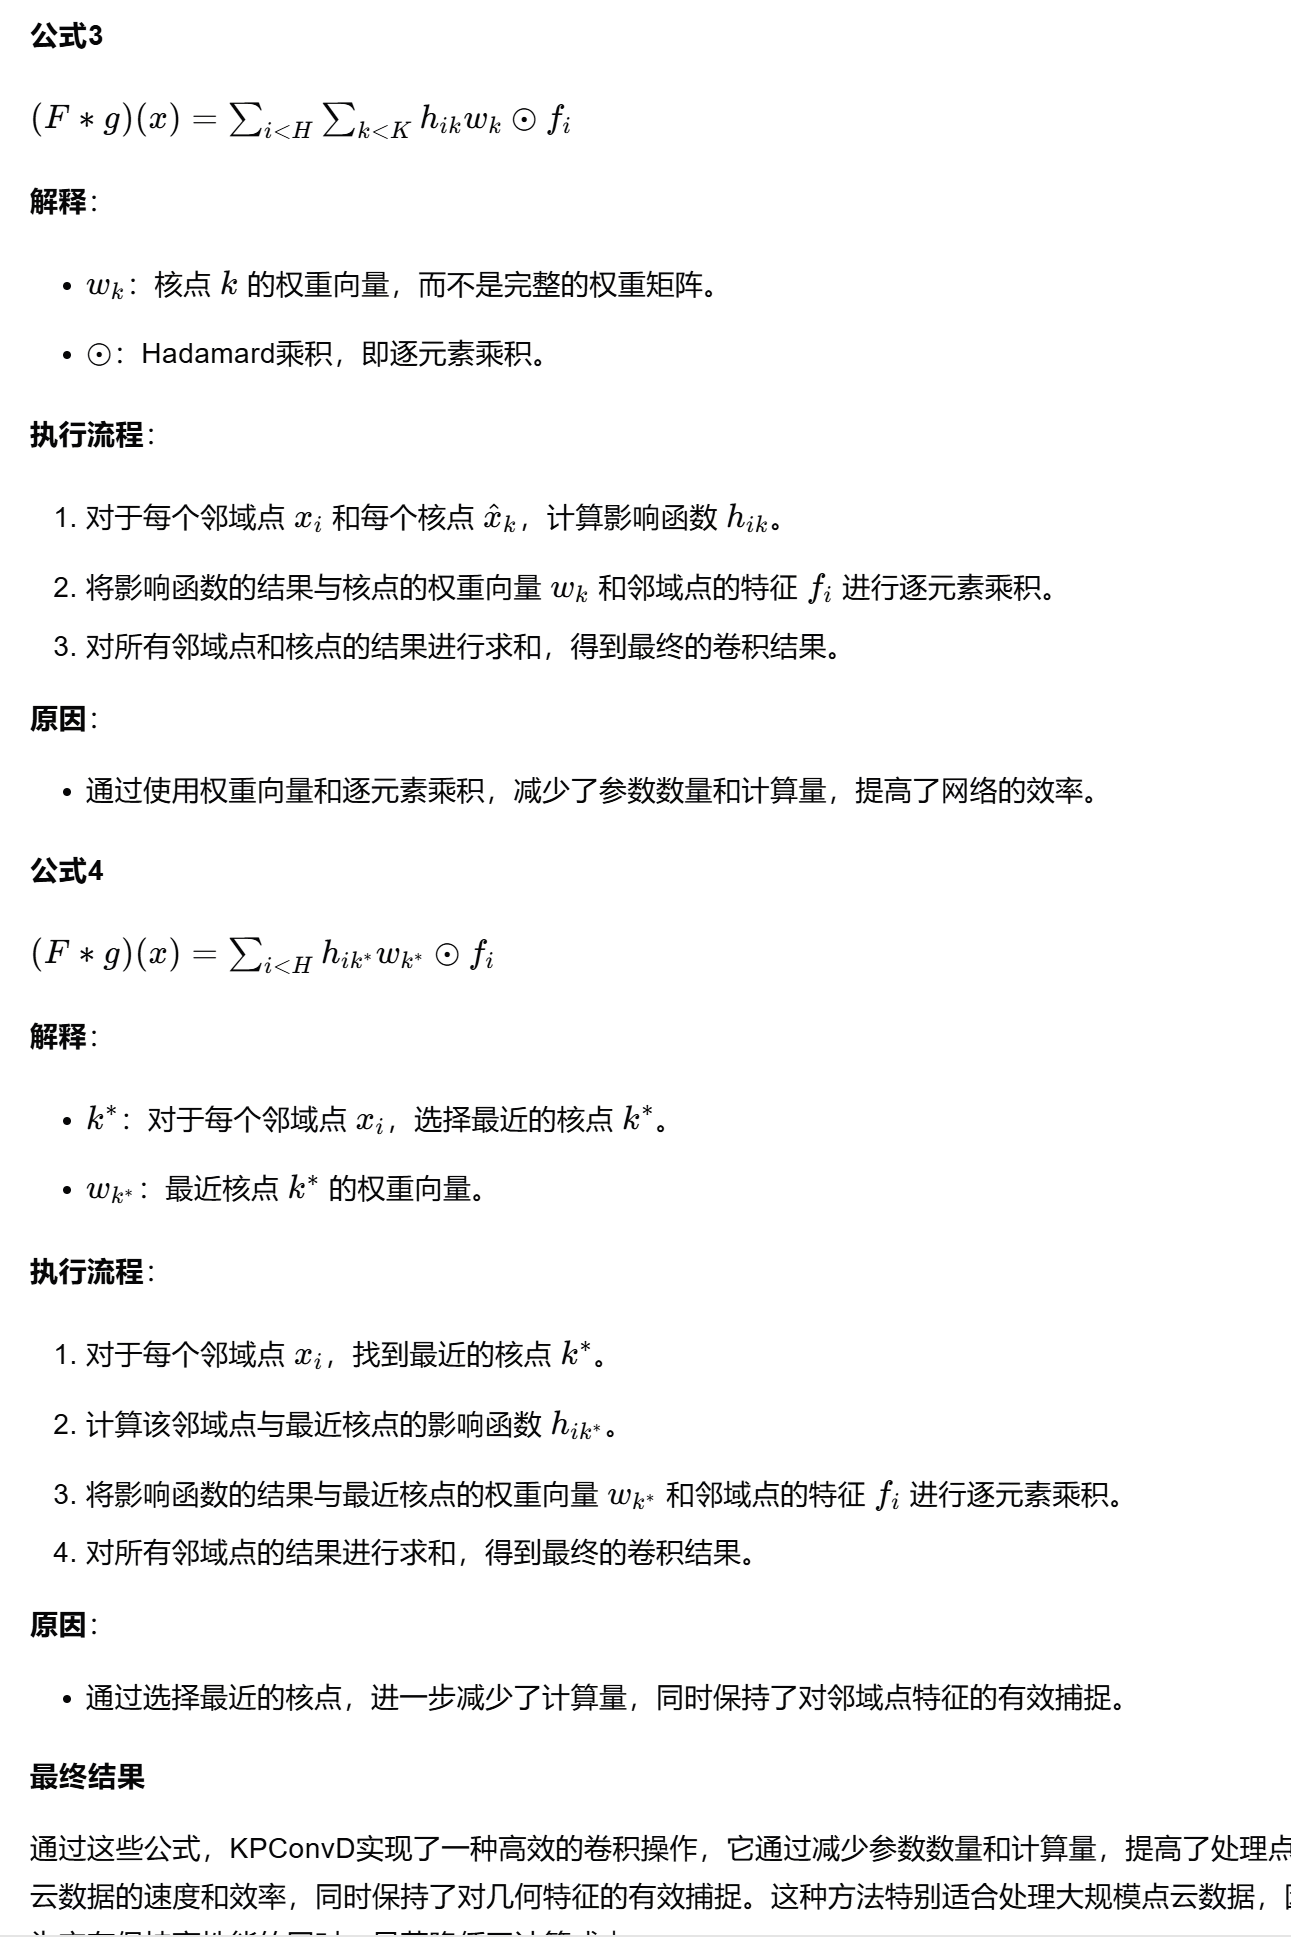 公式3
(F * g)(x) = ∑_{i<H} ∑_{k<K} h_{ik} w_k ⊙ f_i
解释：
• w_k：核点 k 的权重向量，而不是完整的权重矩阵。
• ⊙：Hadamard乘积，即逐元素乘积。
执行流程：
1. 对于每个邻域点 x_i 和每个核点 x̂_k，计算影响函数 h_{ik}。
2. 将影响函数的结果与核点的权重向量 w_k 和邻域点的特征 f_i 进行逐元素乘积。
3. 对所有邻域点和核点的结果进行求和，得到最终的卷积结果。
原因：
• 通过使用权重向量和逐元素乘积，减少了参数数量和计算量，提高了网络的效率。
公式4
(F * g)(x) = ∑_{i<H} h_{ik*} w_{k*} ⊙ f_i
解释：
• k*：对于每个邻域点 x_i，选择最近的核点 k*。
• w_{k*}：最近核点 k* 的权重向量。
执行流程：
1. 对于每个邻域点 x_i，找到最近的核点 k*。
2. 计算该邻域点与最近核点的影响函数 h_{ik*}。
3. 将影响函数的结果与最近核点的权重向量 w_{k*} 和邻域点的特征 f_i 进行逐元素乘积。
4. 对所有邻域点的结果进行求和，得到最终的卷积结果。
原因：
• 通过选择最近的核点，进一步减少了计算量，同时保持了对邻域点特征的有效捕捉。
最终结果
通过这些公式，KPConvD实现了一种高效的卷积操作，它通过减少参数数量和计算量，提高了处理点
云数据的速度和效率，同时保持了对几何特征的有效捕捉。这种方法特别适合处理大规模点云数据，